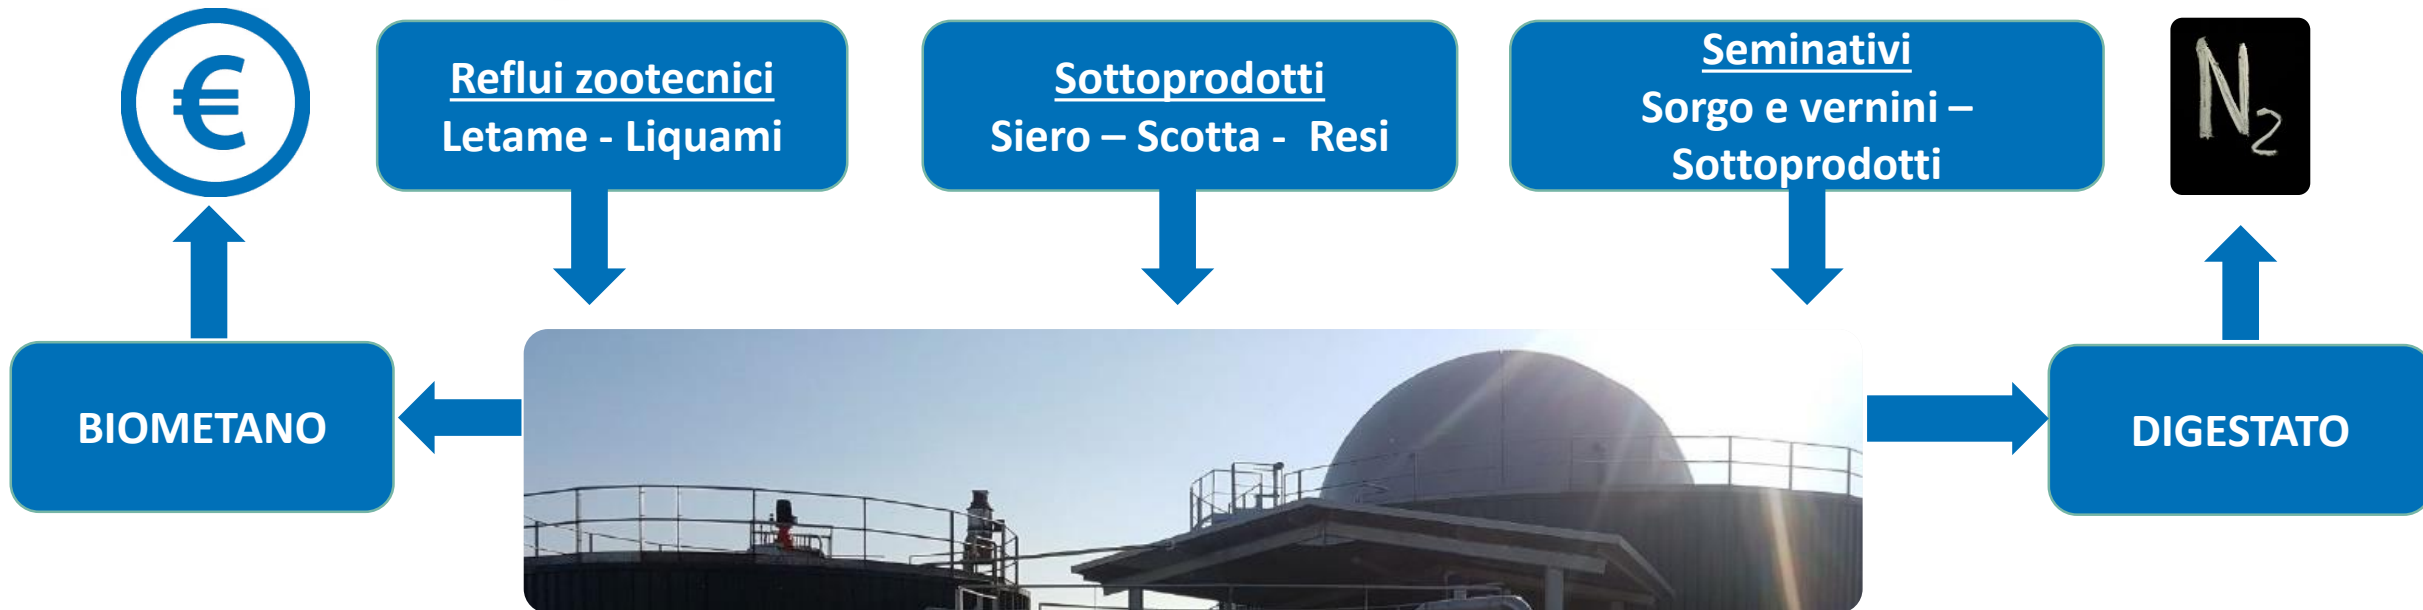 €
Reflui zootecnici
Letame - Liquami
Sottoprodotti
Siero – Scotta - Resi
Seminativi
Sorgo e vernini –
Sottoprodotti
N2
BIOMETANO
DIGESTATO